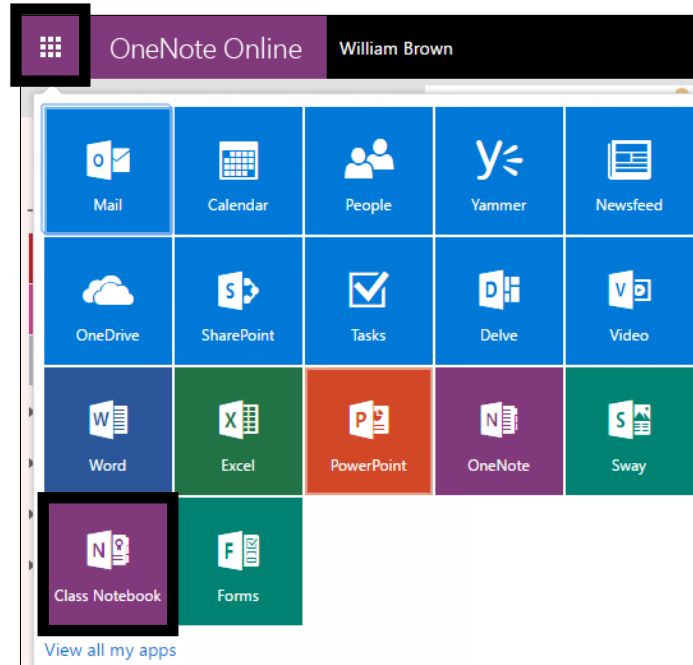 OneNote Online William Brown
Mail Calendar People Yammer Newsfeed
OneDrive SharePoint Tasks Delve Video
Word Excel PowerPoint OneNote Sway
Class Notebook Forms
View all my apps